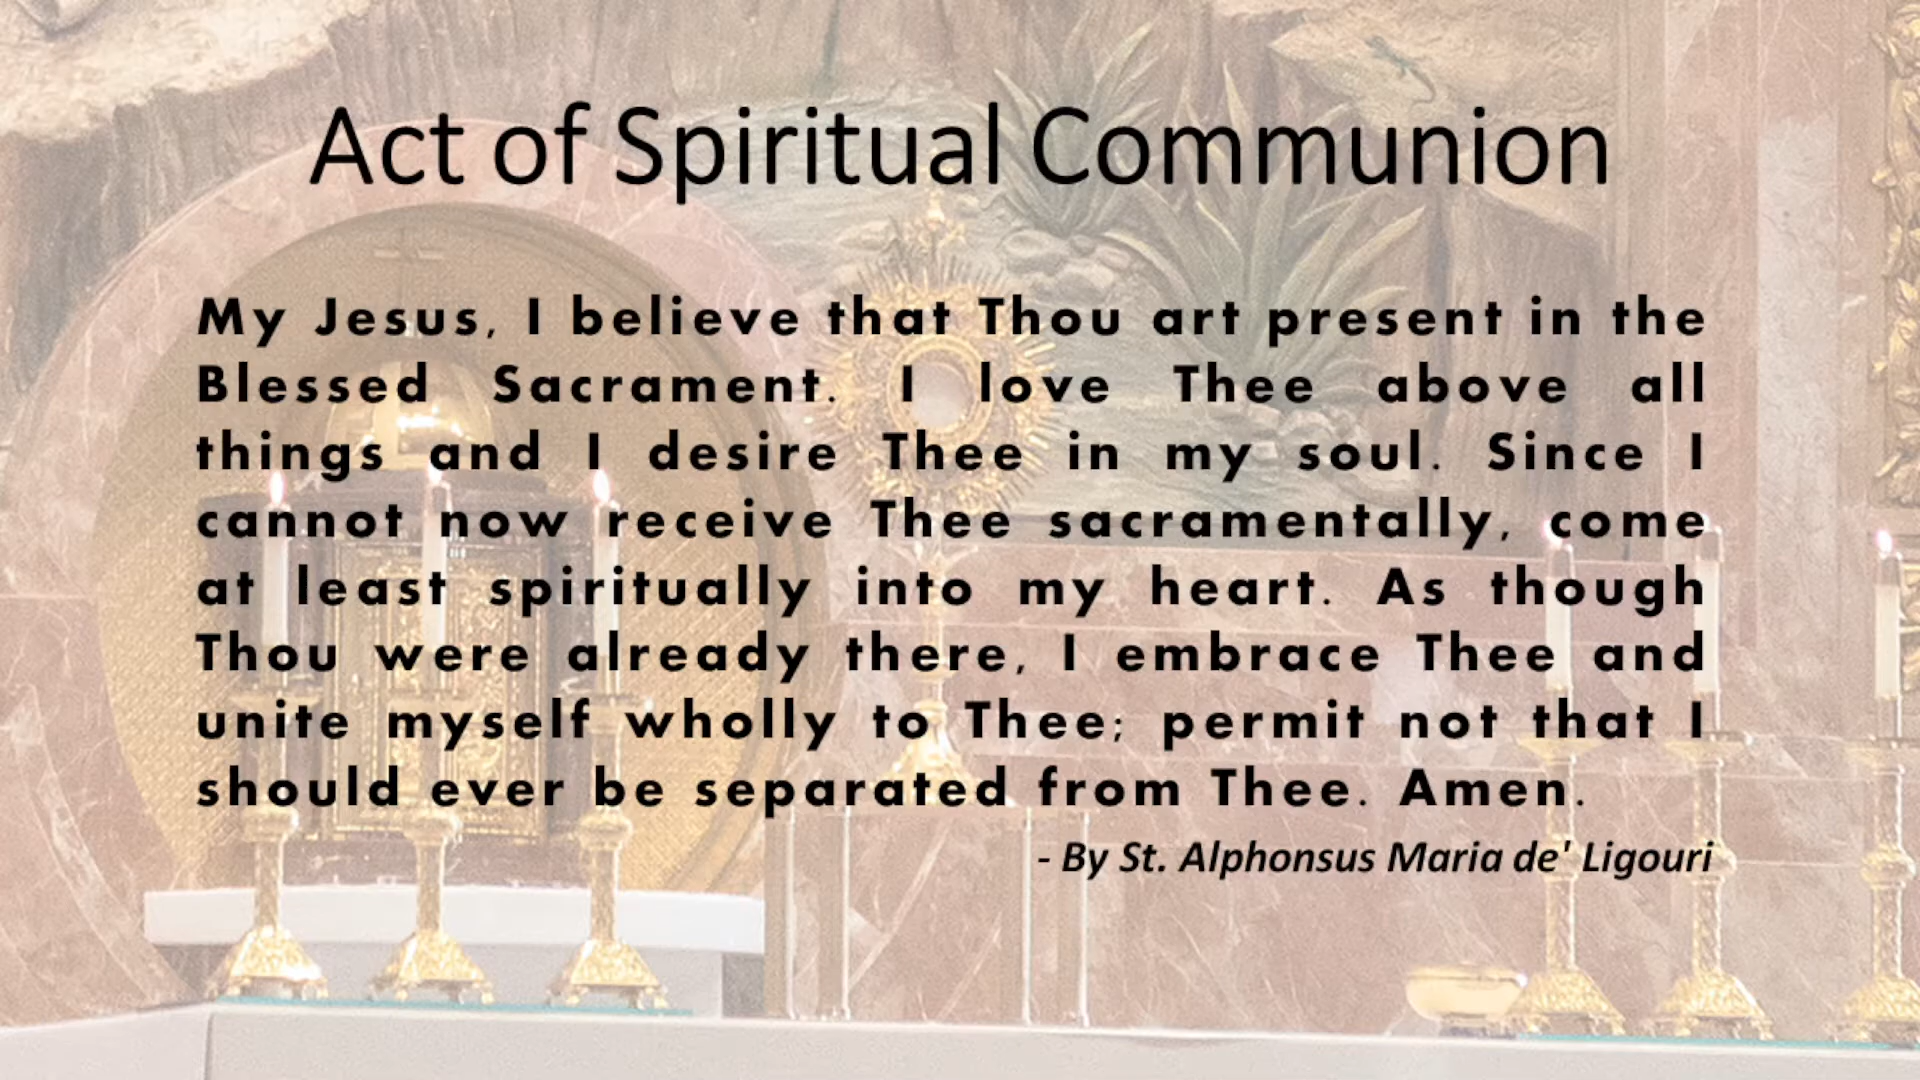 Act of Spiritual Communion
My Jesus, I believe that Thou art present in the
Blessed Sacrament. I love Thee above all
things and I desire Thee in my soul. Since I
cannot now receive Thee sacramentally, come
at least spiritually into my heart. As though
Thou were already there, I embrace Thee and
unite myself wholly to Thee; permit not that I
should ever be separated from Thee. Amen.
- By St. Alphonsus Maria de' Ligouri